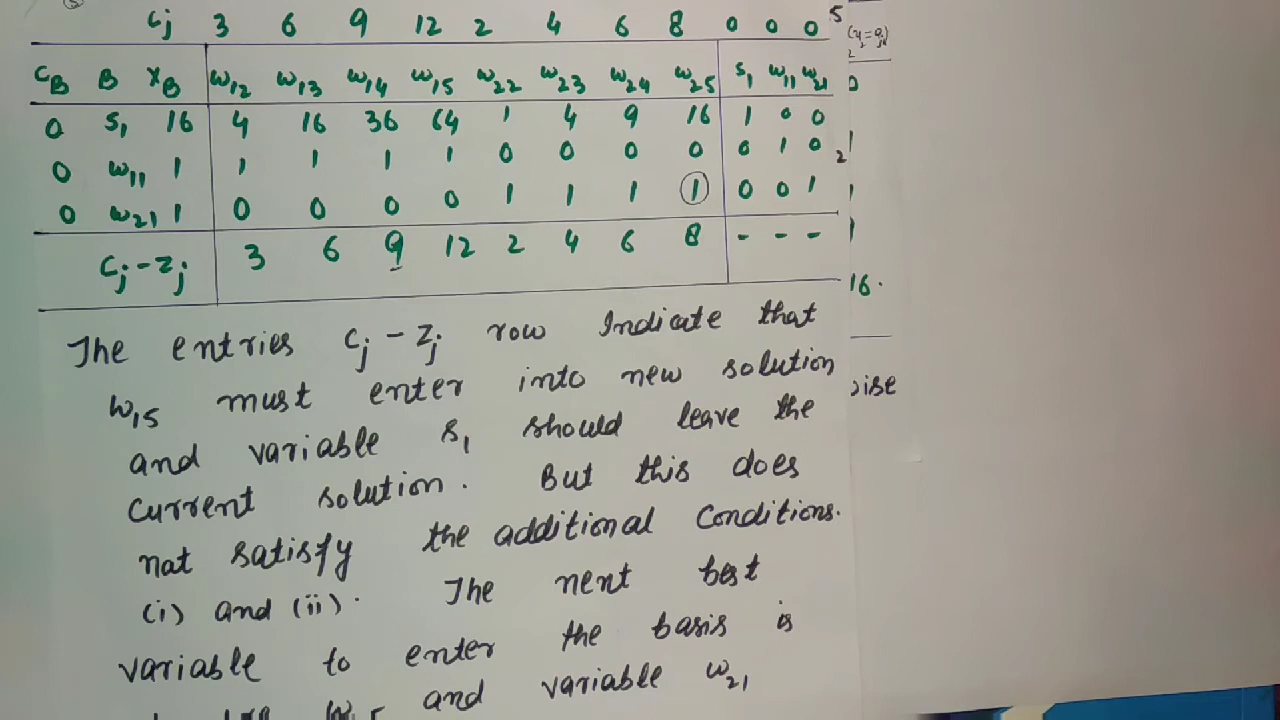 Cj 3 6 9 12 2 4 6 8 0 0 0
CB B XB w12 w13 w14 w15 w22 w23 w24 w25 s1 w11 w21
0 s1 16 4 16 36 64 1 4 9 16 1 0 0
0 w11 1 1 1 1 1 0 0 0 0 0 1 0
0 w21 1 0 0 0 0 1 1 1 1 0 0 1
Cj-Zj 3 6 9 12 2 4 6 8 - - -
16.
The entries Cj - Zj row Indicate that
w15 must enter into new solution
and variable s1 should leave the
current solution. But this does
nat satisfy the additional Conditions.
(i) and (ii). The nent best
variable to enter the basis is
and variable w21